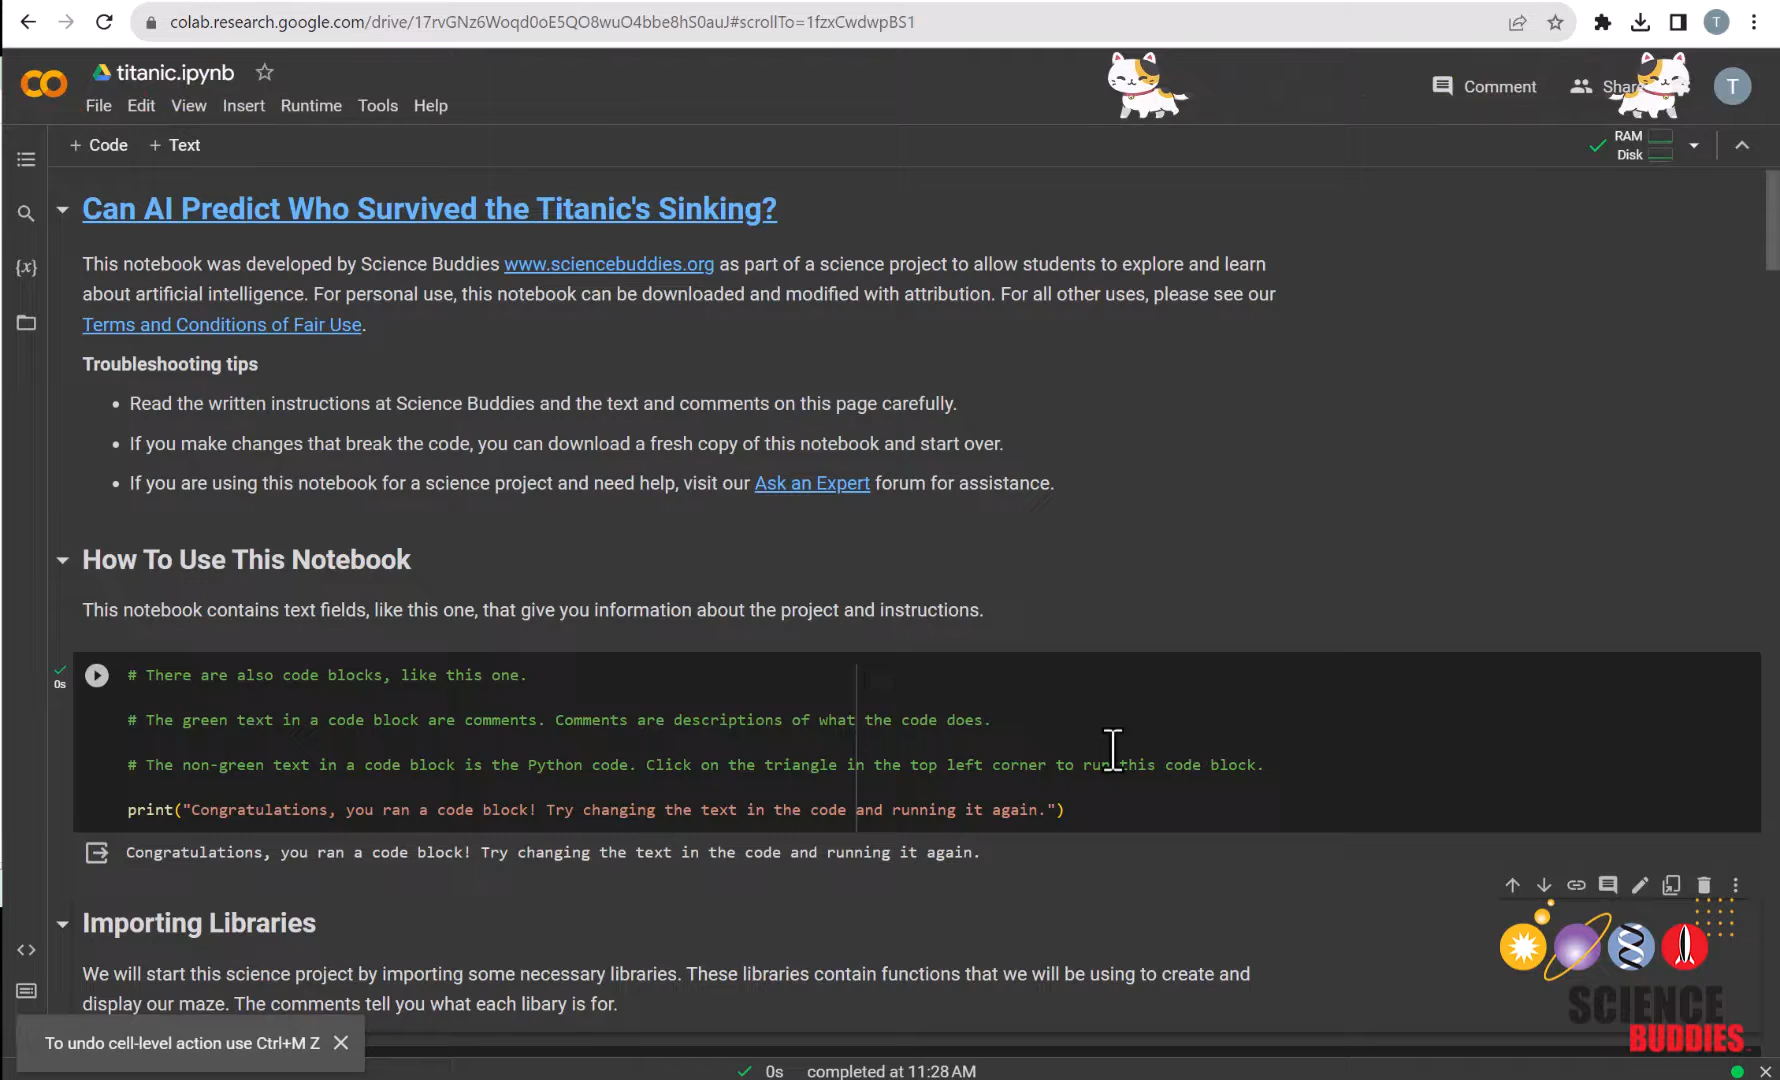 colab.research.google.com/drive/17rvGNz6Woqd0oE5QO8wuO4bbe8hS0auJ#scrollTo=1fzxCwdwpBS1
T
CO
titanic.ipynb
File Edit View Insert Runtime Tools Help
Comment
Share
T
+ Code + Text
RAM
Disk
{x}
Can AI Predict Who Survived the Titanic's Sinking?
This notebook was developed by Science Buddies www.sciencebuddies.org as part of a science project to allow students to explore and learn
about artificial intelligence. For personal use, this notebook can be downloaded and modified with attribution. For all other uses, please see our
Terms and Conditions of Fair Use.
Troubleshooting tips
• Read the written instructions at Science Buddies and the text and comments on this page carefully.
• If you make changes that break the code, you can download a fresh copy of this notebook and start over.
• If you are using this notebook for a science project and need help, visit our Ask an Expert forum for assistance.
How To Use This Notebook
This notebook contains text fields, like this one, that give you information about the project and instructions.
0s
# There are also code blocks, like this one.
# The green text in a code block are comments. Comments are descriptions of what the code does.
# The non-green text in a code block is the Python code. Click on the triangle in the top left corner to run this code block.
print("Congratulations, you ran a code block! Try changing the text in the code and running it again.")
Congratulations, you ran a code block! Try changing the text in the code and running it again.
Importing Libraries
We will start this science project by importing some necessary libraries. These libraries contain functions that we will be using to create and
display our maze. The comments tell you what each libary is for.
SCIENCE
BUDDIES
To undo cell-level action use Ctrl+M Z
0s completed at 11:28 AM